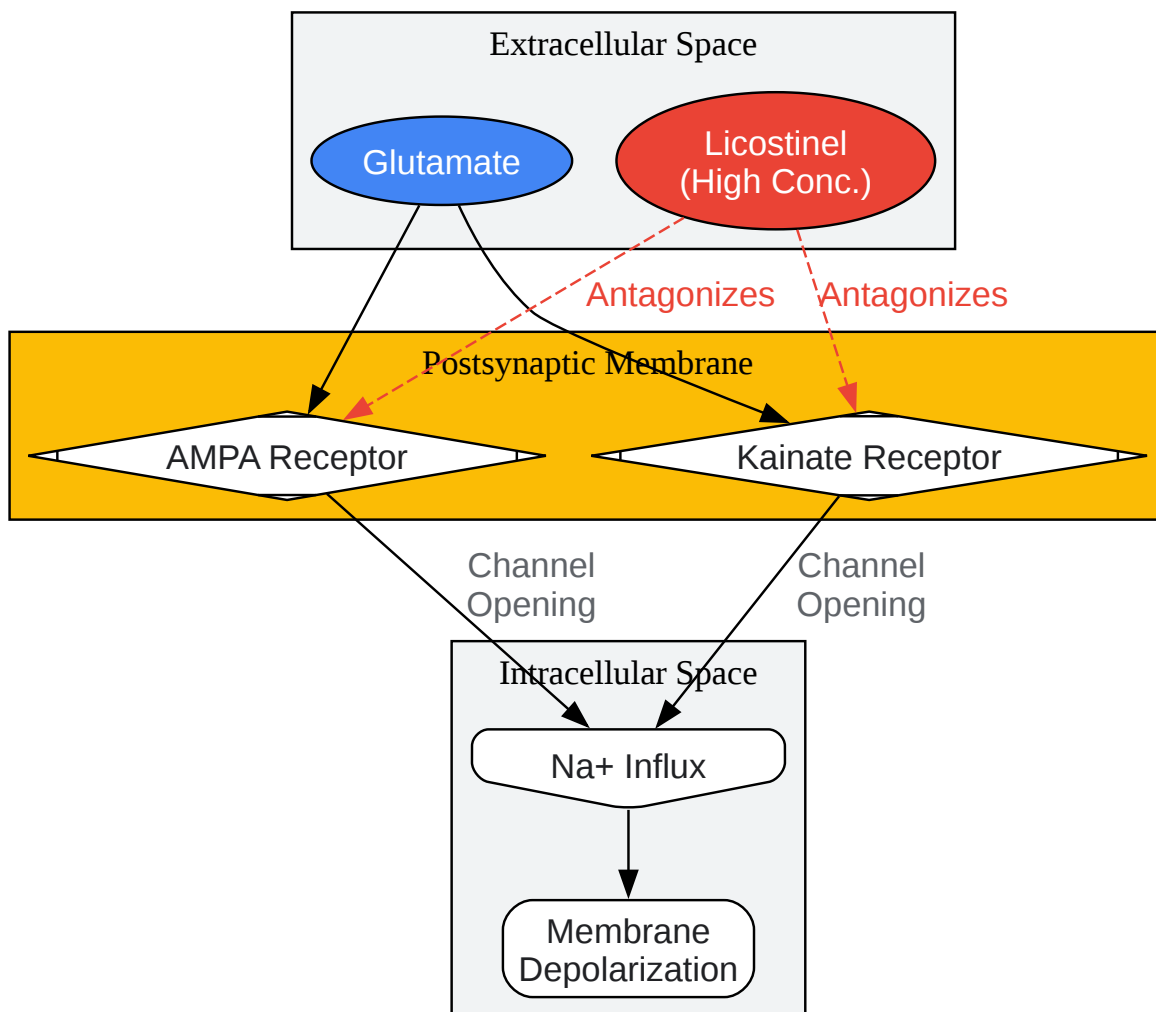 Extracellular Space
Glutamate
Licostinel
(High Conc.)
Antagonizes
Antagonizes
Postsynaptic Membrane
AMPA Receptor
Kainate Receptor
Channel
Opening
Channel
Opening
Intracellular Space
Na+ Influx
Membrane
Depolarization